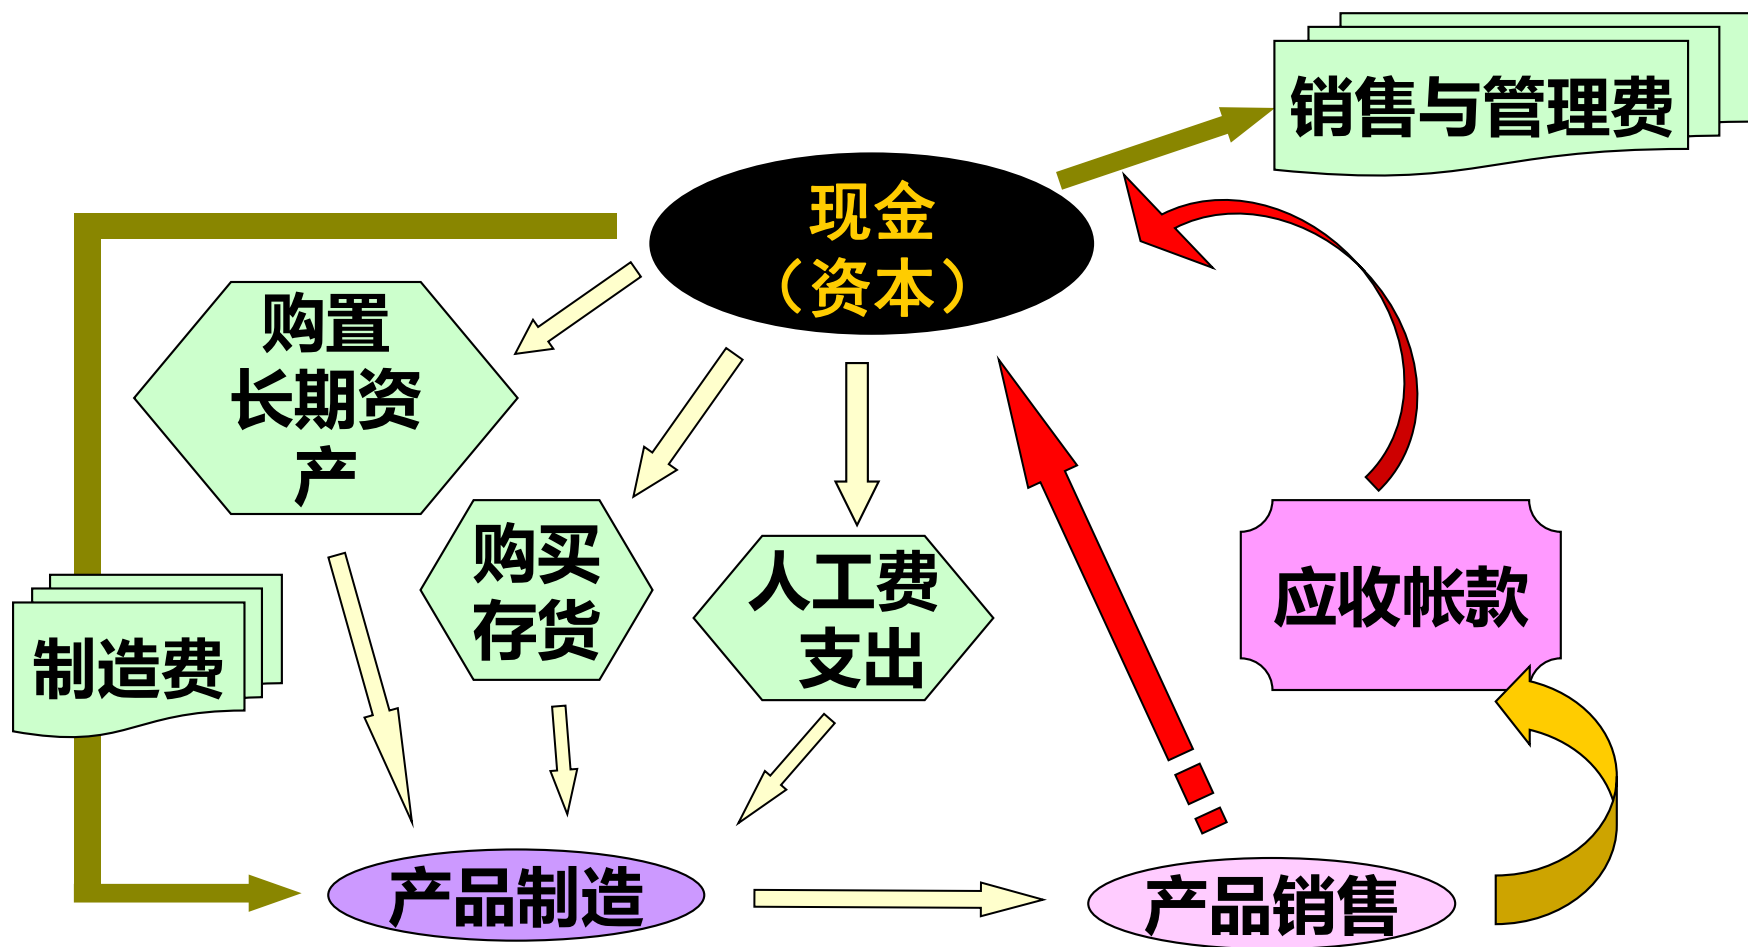 销售与管理费
现金
（资本）
购置
长期资
产
购买
存货
人工费
支出
应收帐款
制造费
产品制造
产品销售